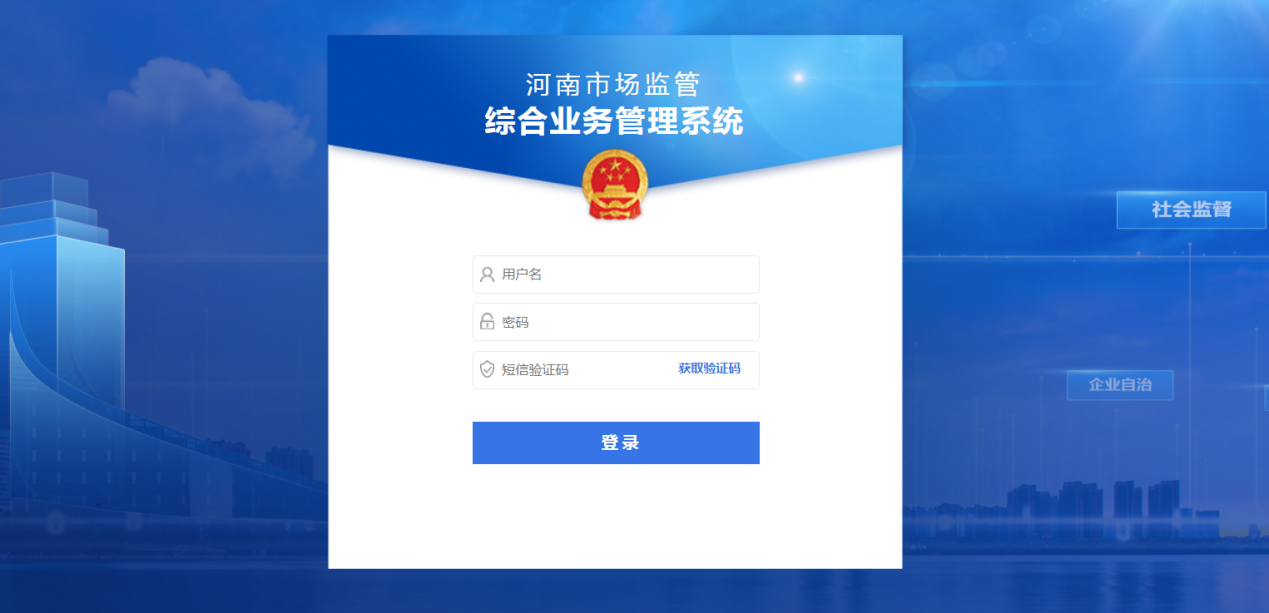 河南市场监管
综合业务管理系统
社会监督
用户名
密码
短信验证码 获取验证码
企业自治
登录